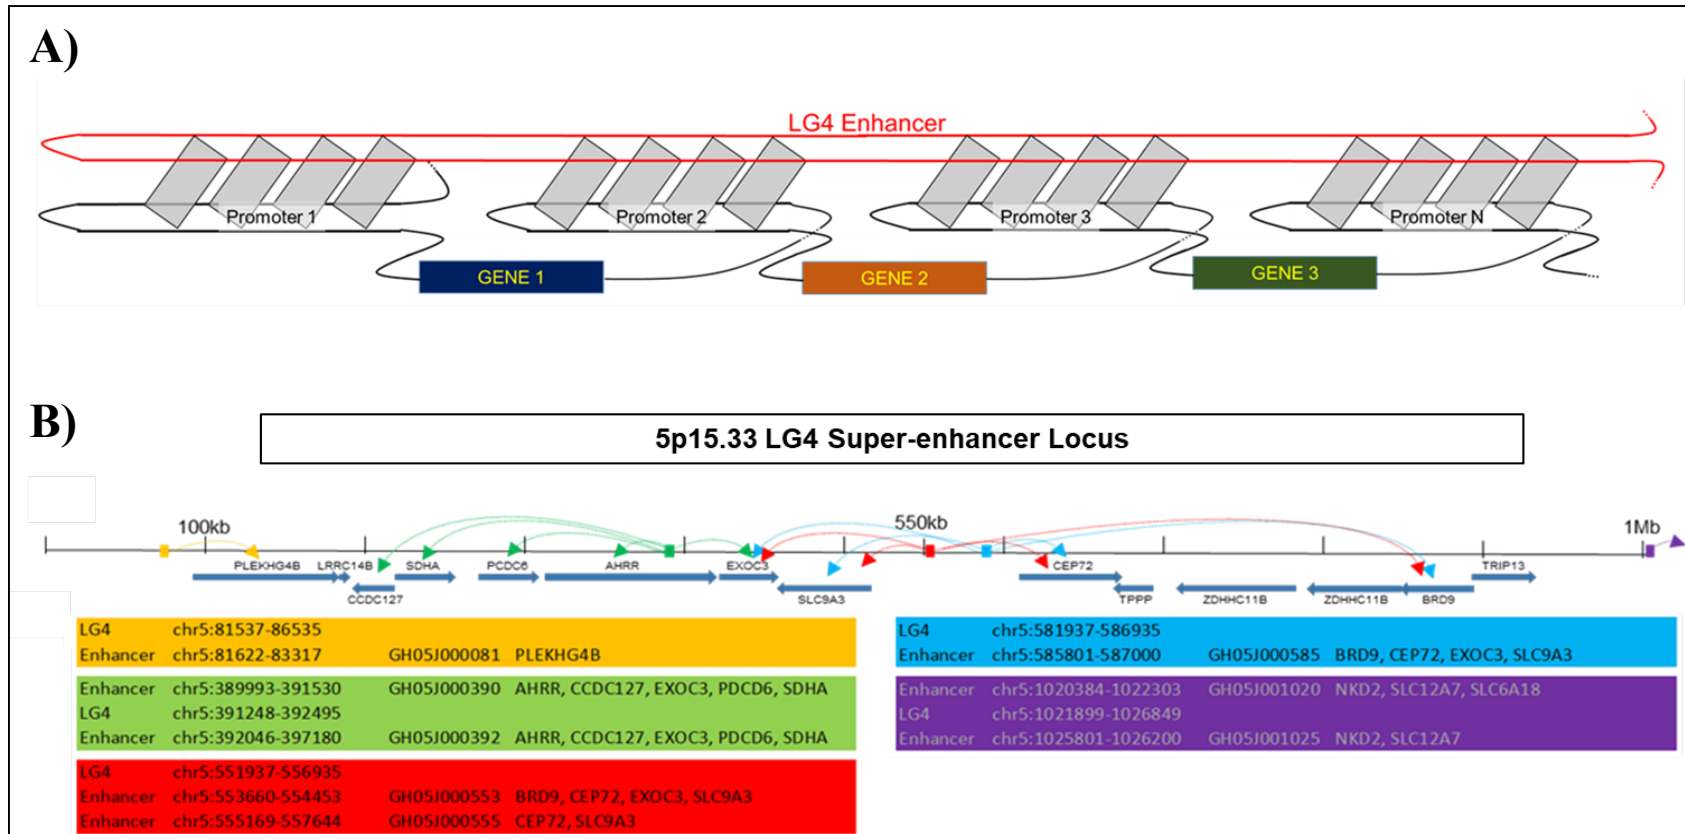 A)
LG4 Enhancer
Promoter 1 Promoter 2 Promoter 3 Promoter N
GENE 1 GENE 2 GENE 3
B)
5p15.33 LG4 Super-enhancer Locus
100kb 550kb 1Mb
PLEKHG4B LRRC14B SDHA PCDC6 AHRR EXOC3 CEP72 TRIP13
CCDC127 SLC9A3 TPPP ZDHHC11B ZDHHC11B BRD9
LG4 chr5:81537-86535
Enhancer chr5:81622-83317 GH05J000081 PLEKHG4B
Enhancer chr5:389993-391530 GH05J000390 AHRR, CCDC127, EXOC3, PDCD6, SDHA
LG4 chr5:391248-392495
Enhancer chr5:392046-397180 GH05J000392 AHRR, CCDC127, EXOC3, PDCD6, SDHA
LG4 chr5:551937-556935
Enhancer chr5:553660-554453 GH05J000553 BRD9, CEP72, EXOC3, SLC9A3
Enhancer chr5:555169-557644 GH05J000555 CEP72, SLC9A3
LG4 chr5:581937-586935
Enhancer chr5:585801-587000 GH05J000585 BRD9, CEP72, EXOC3, SLC9A3
Enhancer chr5:1020384-1022303 GH05J001020 NKD2, SLC12A7, SLC6A18
LG4 chr5:1021899-1026849
Enhancer chr5:1025801-1026200 GH05J001025 NKD2, SLC12A7